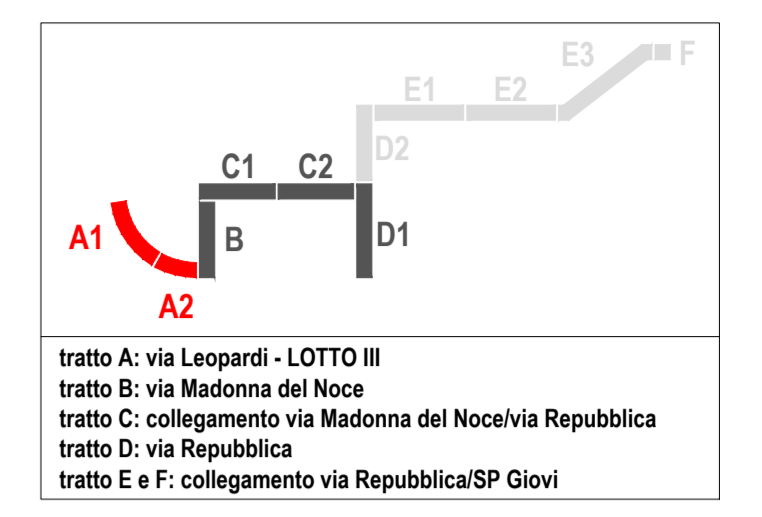 E3
F
E1
E2
D2
C1
C2
A1
B
D1
A2
tratto A: via Leopardi - LOTTO III
tratto B: via Madonna del Noce
tratto C: collegamento via Madonna del Noce/via Repubblica
tratto D: via Repubblica
tratto E e F: collegamento via Repubblica/SP Giovi